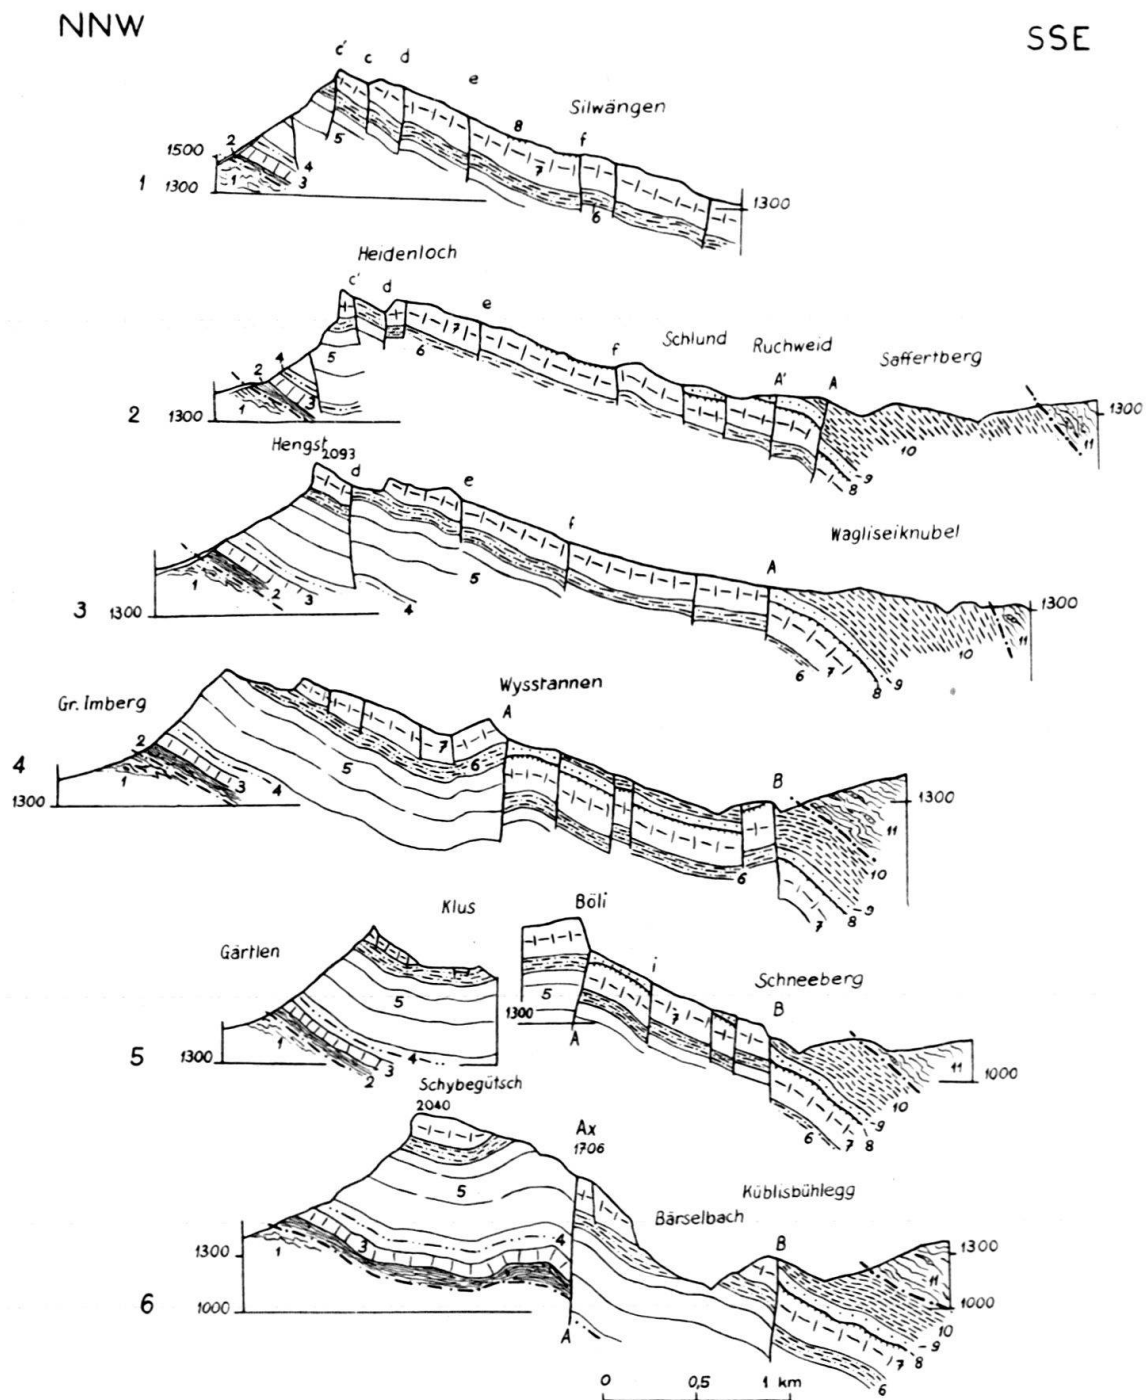 NNW
SSE
c' c d
e
Silwängen
8
f
2
1500
5
7
4
1
3
1 1300
6
1300
Heidenloch
c' d
e
7
f
Schlund Ruchweid Saffertberg
A' A
4
5
6
2
1
3
2 1300
1300
10
11
9
8
Hengst 2093
d
e
f
Wagliseiknubel
A
1
2 3
5
4
3 1300
1300
10
11
6 7
8 9
Wysstannen
Gr. Imberg
A
2
7
4
5 6
B
1
3 4
1300
1300
11
6
10
7 8 9
Klus
Böli
Gärtlen
i
Schneeberg
B
5
5
1300
7
1
4
A
5 1300
2 3
11 1000
10
9
6 7 8
Schybegütsch
2040
Ax
1706
5
Küblisbühlegg
Bärselbach
B
4
1 3
1300
1300
11
6 1000
1000
A
10
9
8
7
6
0 0,5 1 km